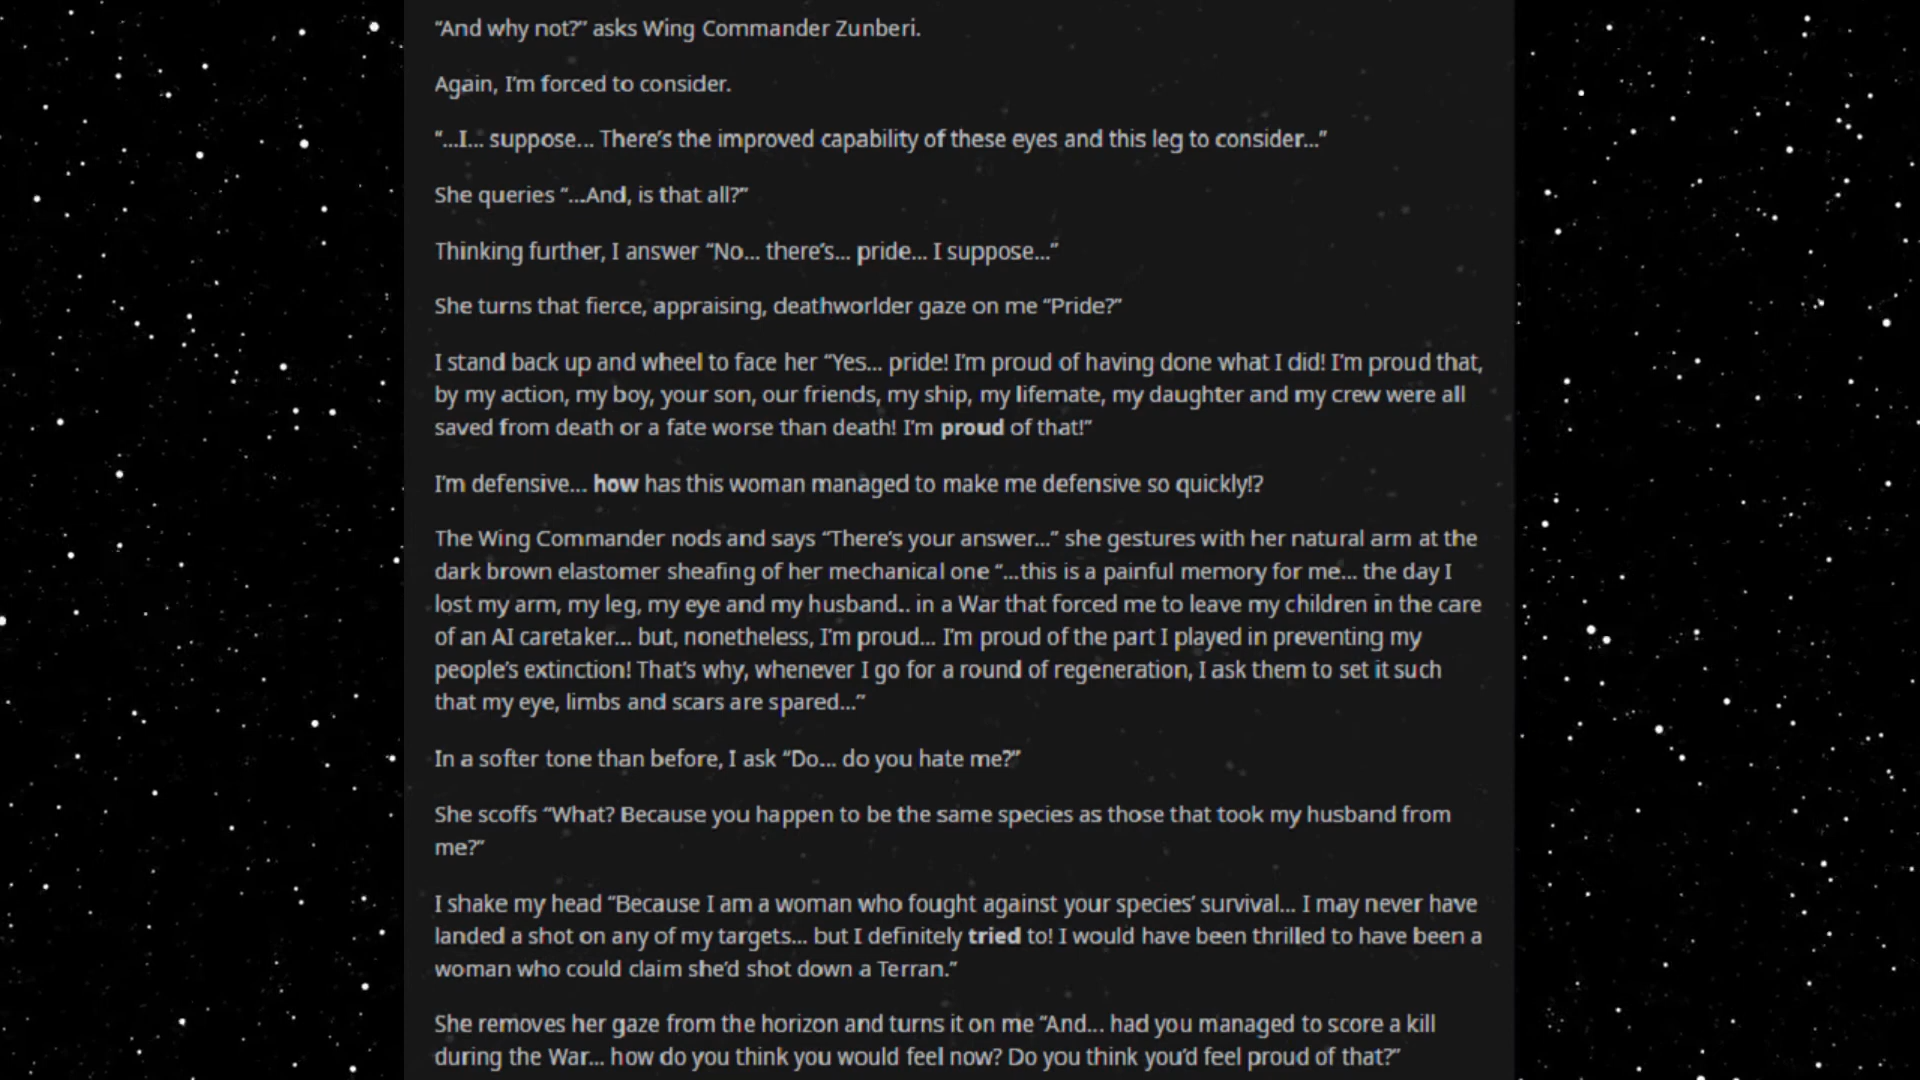 “And why not?” asks Wing Commander Zunberi.
Again, I’m forced to consider.
“...I... suppose... There’s the improved capability of these eyes and this leg to consider...”
She queries “...And, is that all?”
Thinking further, I answer “No... there’s... pride... I suppose...”
She turns that fierce, appraising, deathworlder gaze on me “Pride?”
I stand back up and wheel to face her “Yes... pride! I’m proud of having done what I did! I’m proud that,
by my action, my boy, your son, our friends, my ship, my lifemate, my daughter and my crew were all
saved from death or a fate worse than death! I’m proud of that!”
I’m defensive... how has this woman managed to make me defensive so quickly!?
The Wing Commander nods and says “There’s your answer...” she gestures with her natural arm at the
dark brown elastomer sheafing of her mechanical one “...this is a painful memory for me... the day I
lost my arm, my leg, my eye and my husband.. in a War that forced me to leave my children in the care
of an AI caretaker... but, nonetheless, I’m proud... I’m proud of the part I played in preventing my
people’s extinction! That’s why, whenever I go for a round of regeneration, I ask them to set it such
that my eye, limbs and scars are spared...”
In a softer tone than before, I ask “Do... do you hate me?”
She scoffs “What? Because you happen to be the same species as those that took my husband from
me?”
I shake my head “Because I am a woman who fought against your species’ survival... I may never have
landed a shot on any of my targets... but I definitely tried to! I would have been thrilled to have been a
woman who could claim she’d shot down a Terran.”
She removes her gaze from the horizon and turns it on me “And... had you managed to score a kill
during the War... how do you think you would feel now? Do you think you’d feel proud of that?”